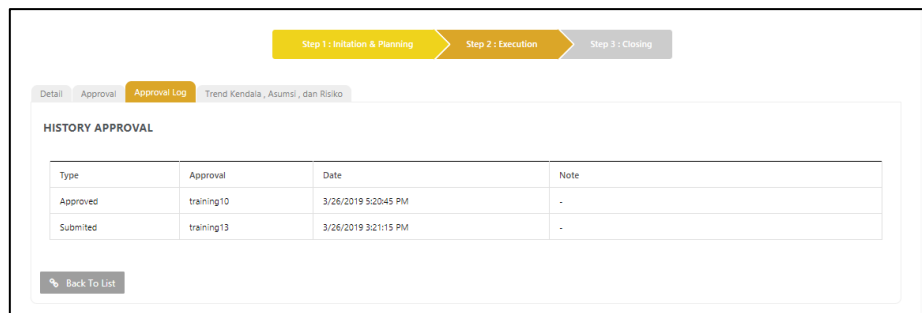 Step 1 : Initation & Planning Step 2 : Execution Step 3 : Closing
Detail Approval Approval Log Trend Kendala , Asumsi , dan Risiko
HISTORY APPROVAL
Type Approval Date Note
Approved training10 3/26/2019 5:20:45 PM -
Submited training13 3/26/2019 3:21:15 PM -
Back To List